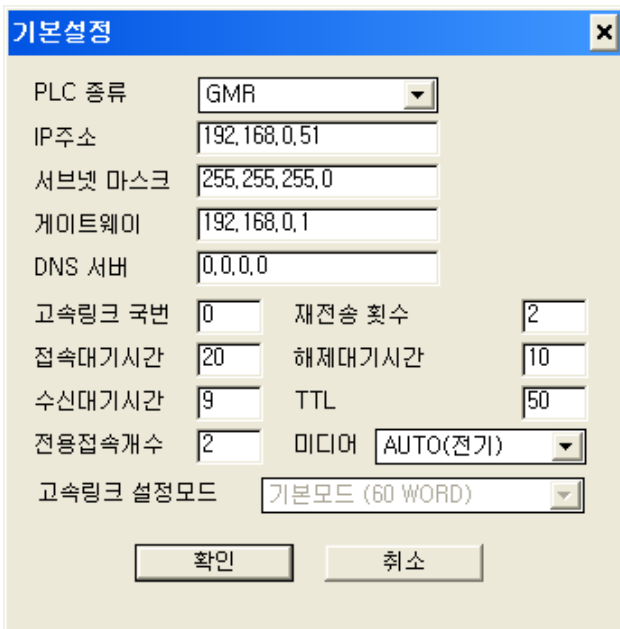 기본설정
PLC 종류 GMR
IP주소 192,168,0,51
서브넷 마스크 255,255,255,0
게이트웨이 192,168,0,1
DNS 서버 0,0,0,0
고속링크 국번 0 재전송 횟수 2
접속대기시간 20 해제대기시간 10
수신대기시간 9 TTL 50
전용접속개수 2 미디어 AUTO(전기)
고속링크 설정모드 기본모드 (60 WORD)
확인 취소